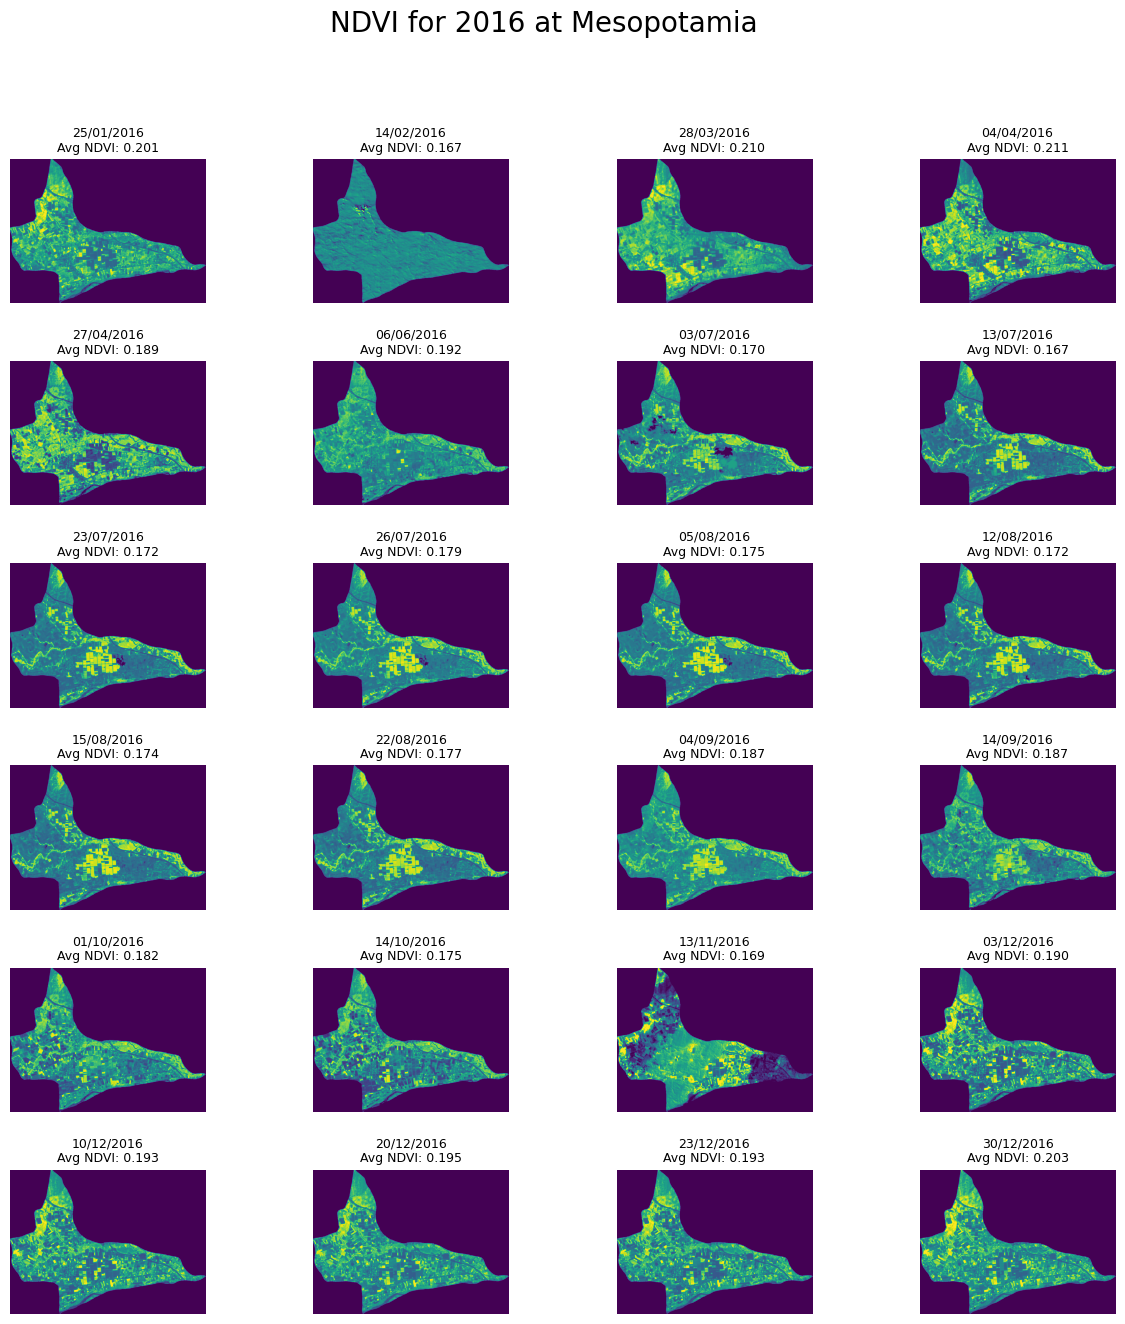 NDVI for 2016 at Mesopotamia
25/01/2016
Avg NDVI: 0.201
14/02/2016
Avg NDVI: 0.167
28/03/2016
Avg NDVI: 0.210
04/04/2016
Avg NDVI: 0.211
27/04/2016
Avg NDVI: 0.189
06/06/2016
Avg NDVI: 0.192
03/07/2016
Avg NDVI: 0.170
13/07/2016
Avg NDVI: 0.167
23/07/2016
Avg NDVI: 0.172
26/07/2016
Avg NDVI: 0.179
05/08/2016
Avg NDVI: 0.175
12/08/2016
Avg NDVI: 0.172
15/08/2016
Avg NDVI: 0.174
22/08/2016
Avg NDVI: 0.177
04/09/2016
Avg NDVI: 0.187
14/09/2016
Avg NDVI: 0.187
01/10/2016
Avg NDVI: 0.182
14/10/2016
Avg NDVI: 0.175
13/11/2016
Avg NDVI: 0.169
03/12/2016
Avg NDVI: 0.190
10/12/2016
Avg NDVI: 0.193
20/12/2016
Avg NDVI: 0.195
23/12/2016
Avg NDVI: 0.193
30/12/2016
Avg NDVI: 0.203